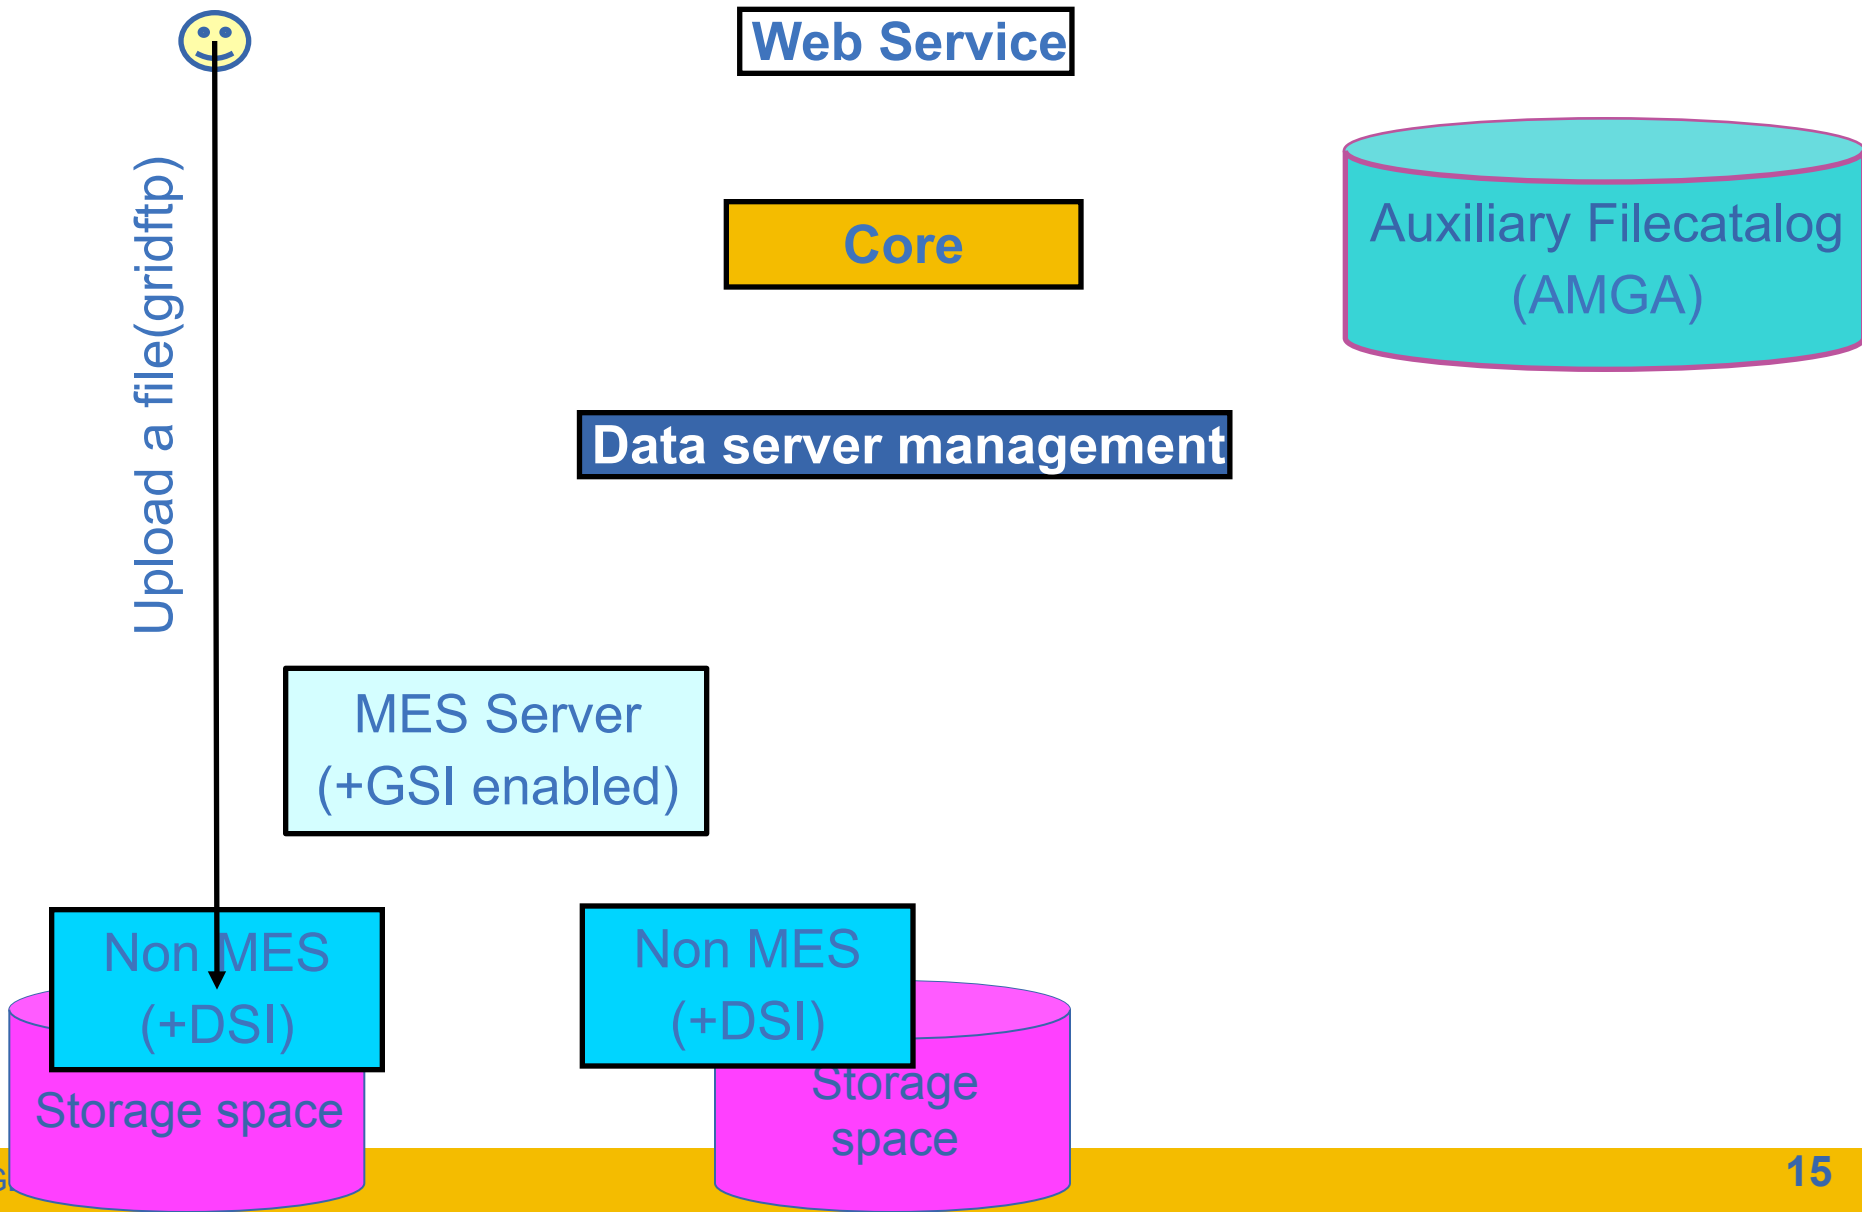 Web Service
Upload a file(gridftp)
Core
Auxiliary Filecatalog
(AMGA)
Data server management
MES Server
(+GSI enabled)
Non MES
(+DSI)
Storage space
Non MES
(+DSI)
Storage
space
15